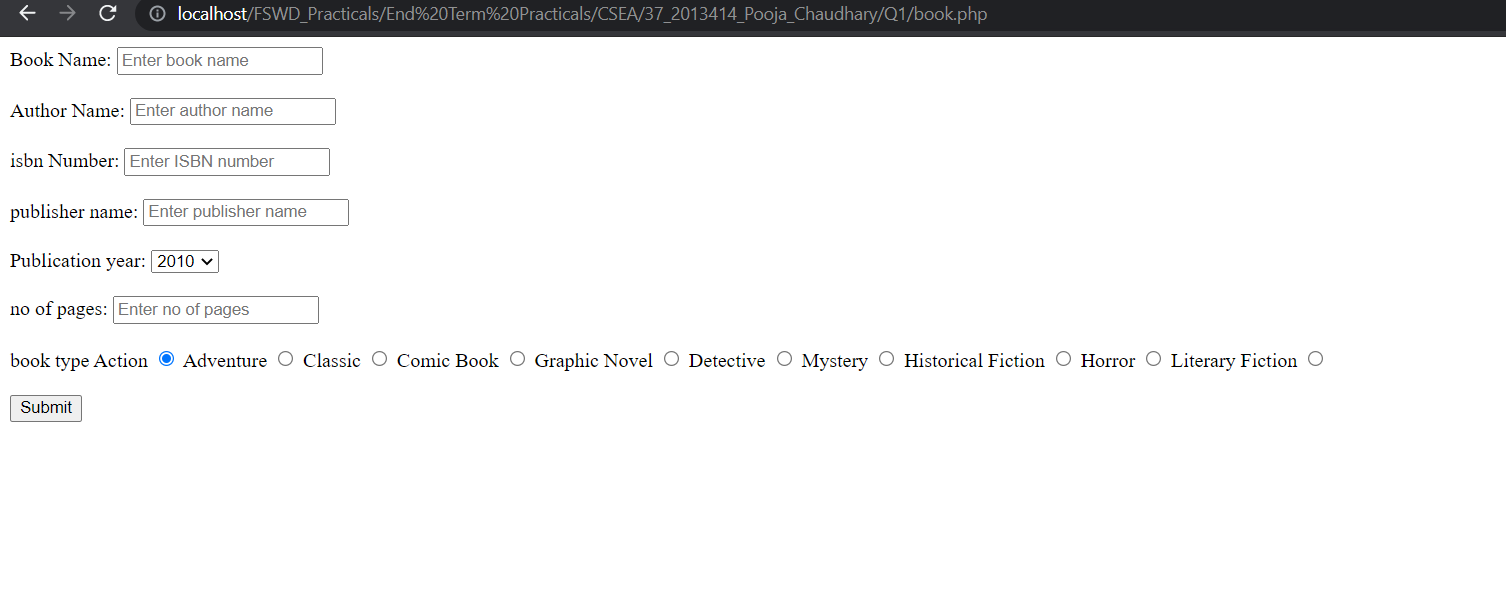 localhost/FSWD_Practicals/End%20Term%20Practicals/CSEA/37_2013414_Pooja_Chaudhary/Q1/book.php
Book Name: Enter book name
Author Name: Enter author name
isbn Number: Enter ISBN number
publisher name: Enter publisher name
Publication year: 2010
no of pages: Enter no of pages
book type Action Adventure Classic Comic Book Graphic Novel Detective Mystery Historical Fiction Horror Literary Fiction
Submit